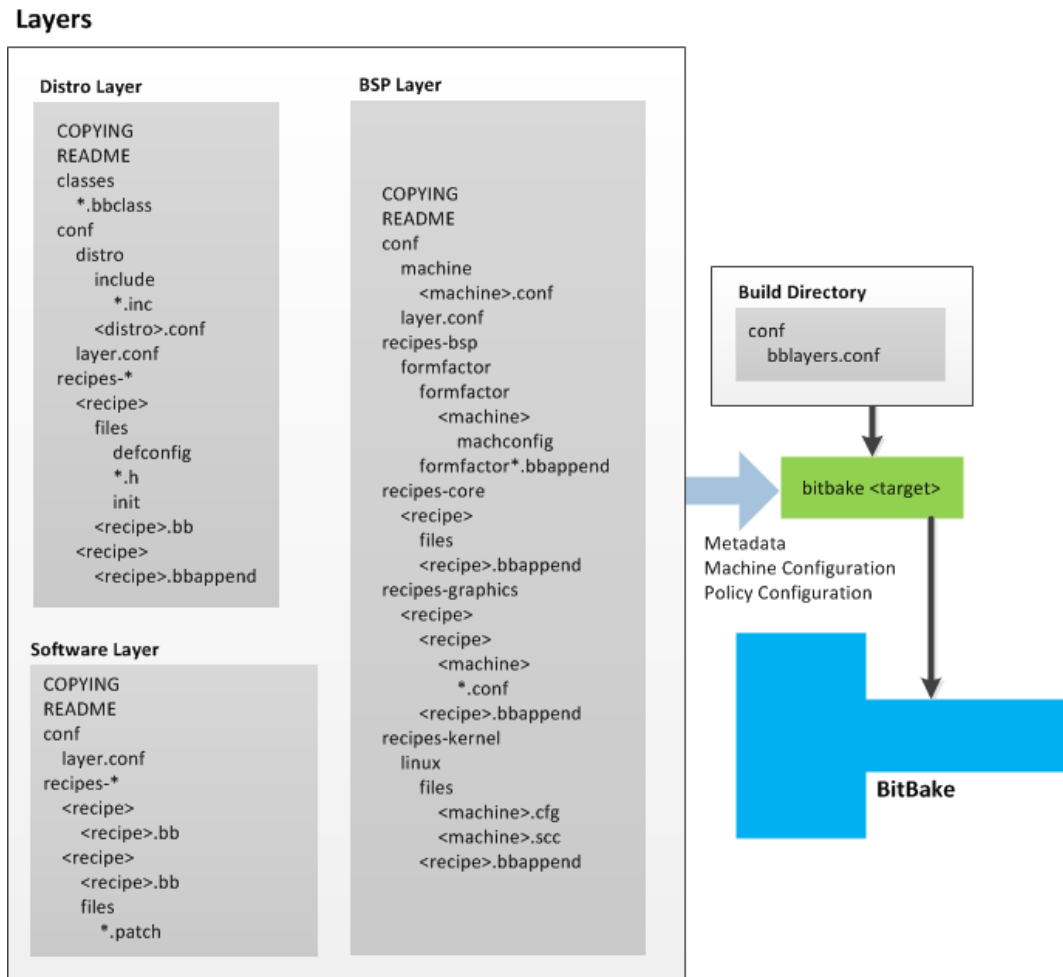 Layers
Distro Layer
COPYING
README
classes
*.bbclass
conf
distro
include
*.inc
<distro>.conf
layer.conf
recipes-*
<recipe>
files
defconfig
*.h
init
<recipe>.bb
<recipe>
<recipe>.bbappend
Software Layer
COPYING
README
conf
layer.conf
recipes-*
<recipe>
<recipe>.bb
<recipe>
<recipe>.bb
files
*.patch
BSP Layer
COPYING
README
conf
machine
<machine>.conf
layer.conf
recipes-bsp
formfactor
formfactor
<machine>
machconfig
formfactor*.bbappend
recipes-core
<recipe>
files
<recipe>.bbappend
recipes-graphics
<recipe>
<recipe>
<machine>
*.conf
<recipe>.bbappend
recipes-kernel
linux
files
<machine>.cfg
<machine>.scc
<recipe>.bbappend
Build Directory
conf
bblayers.conf
bitbake <target>
Metadata
Machine Configuration
Policy Configuration
BitBake